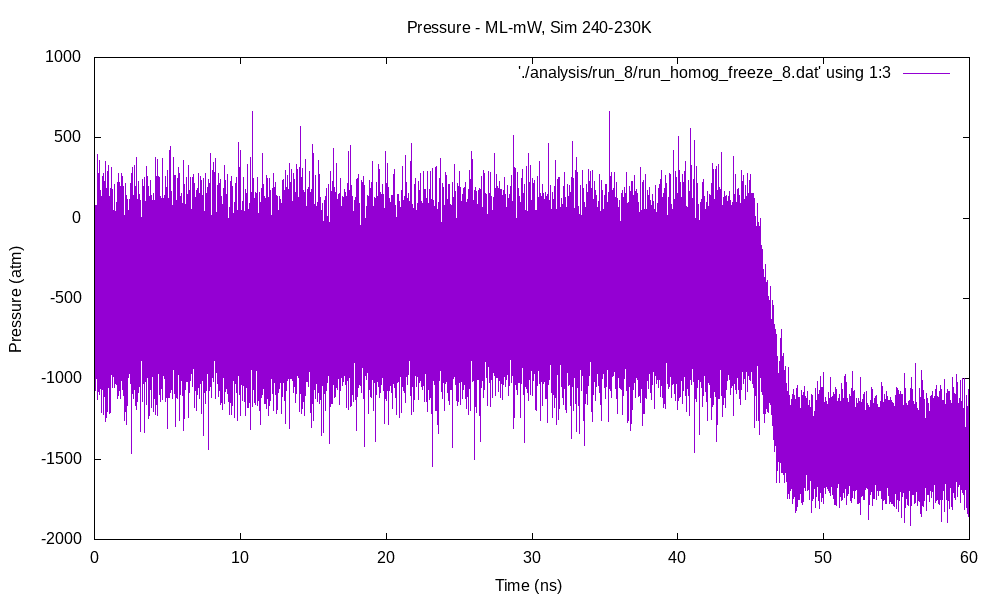 Pressure - ML-mW, Sim 240-230K
'./analysis/run_8/run_homog_freeze_8.dat' using 1:3
1000
500
0
-500
-1000
-1500
-2000
Pressure (atm)
0 10 20 30 40 50 60
Time (ns)